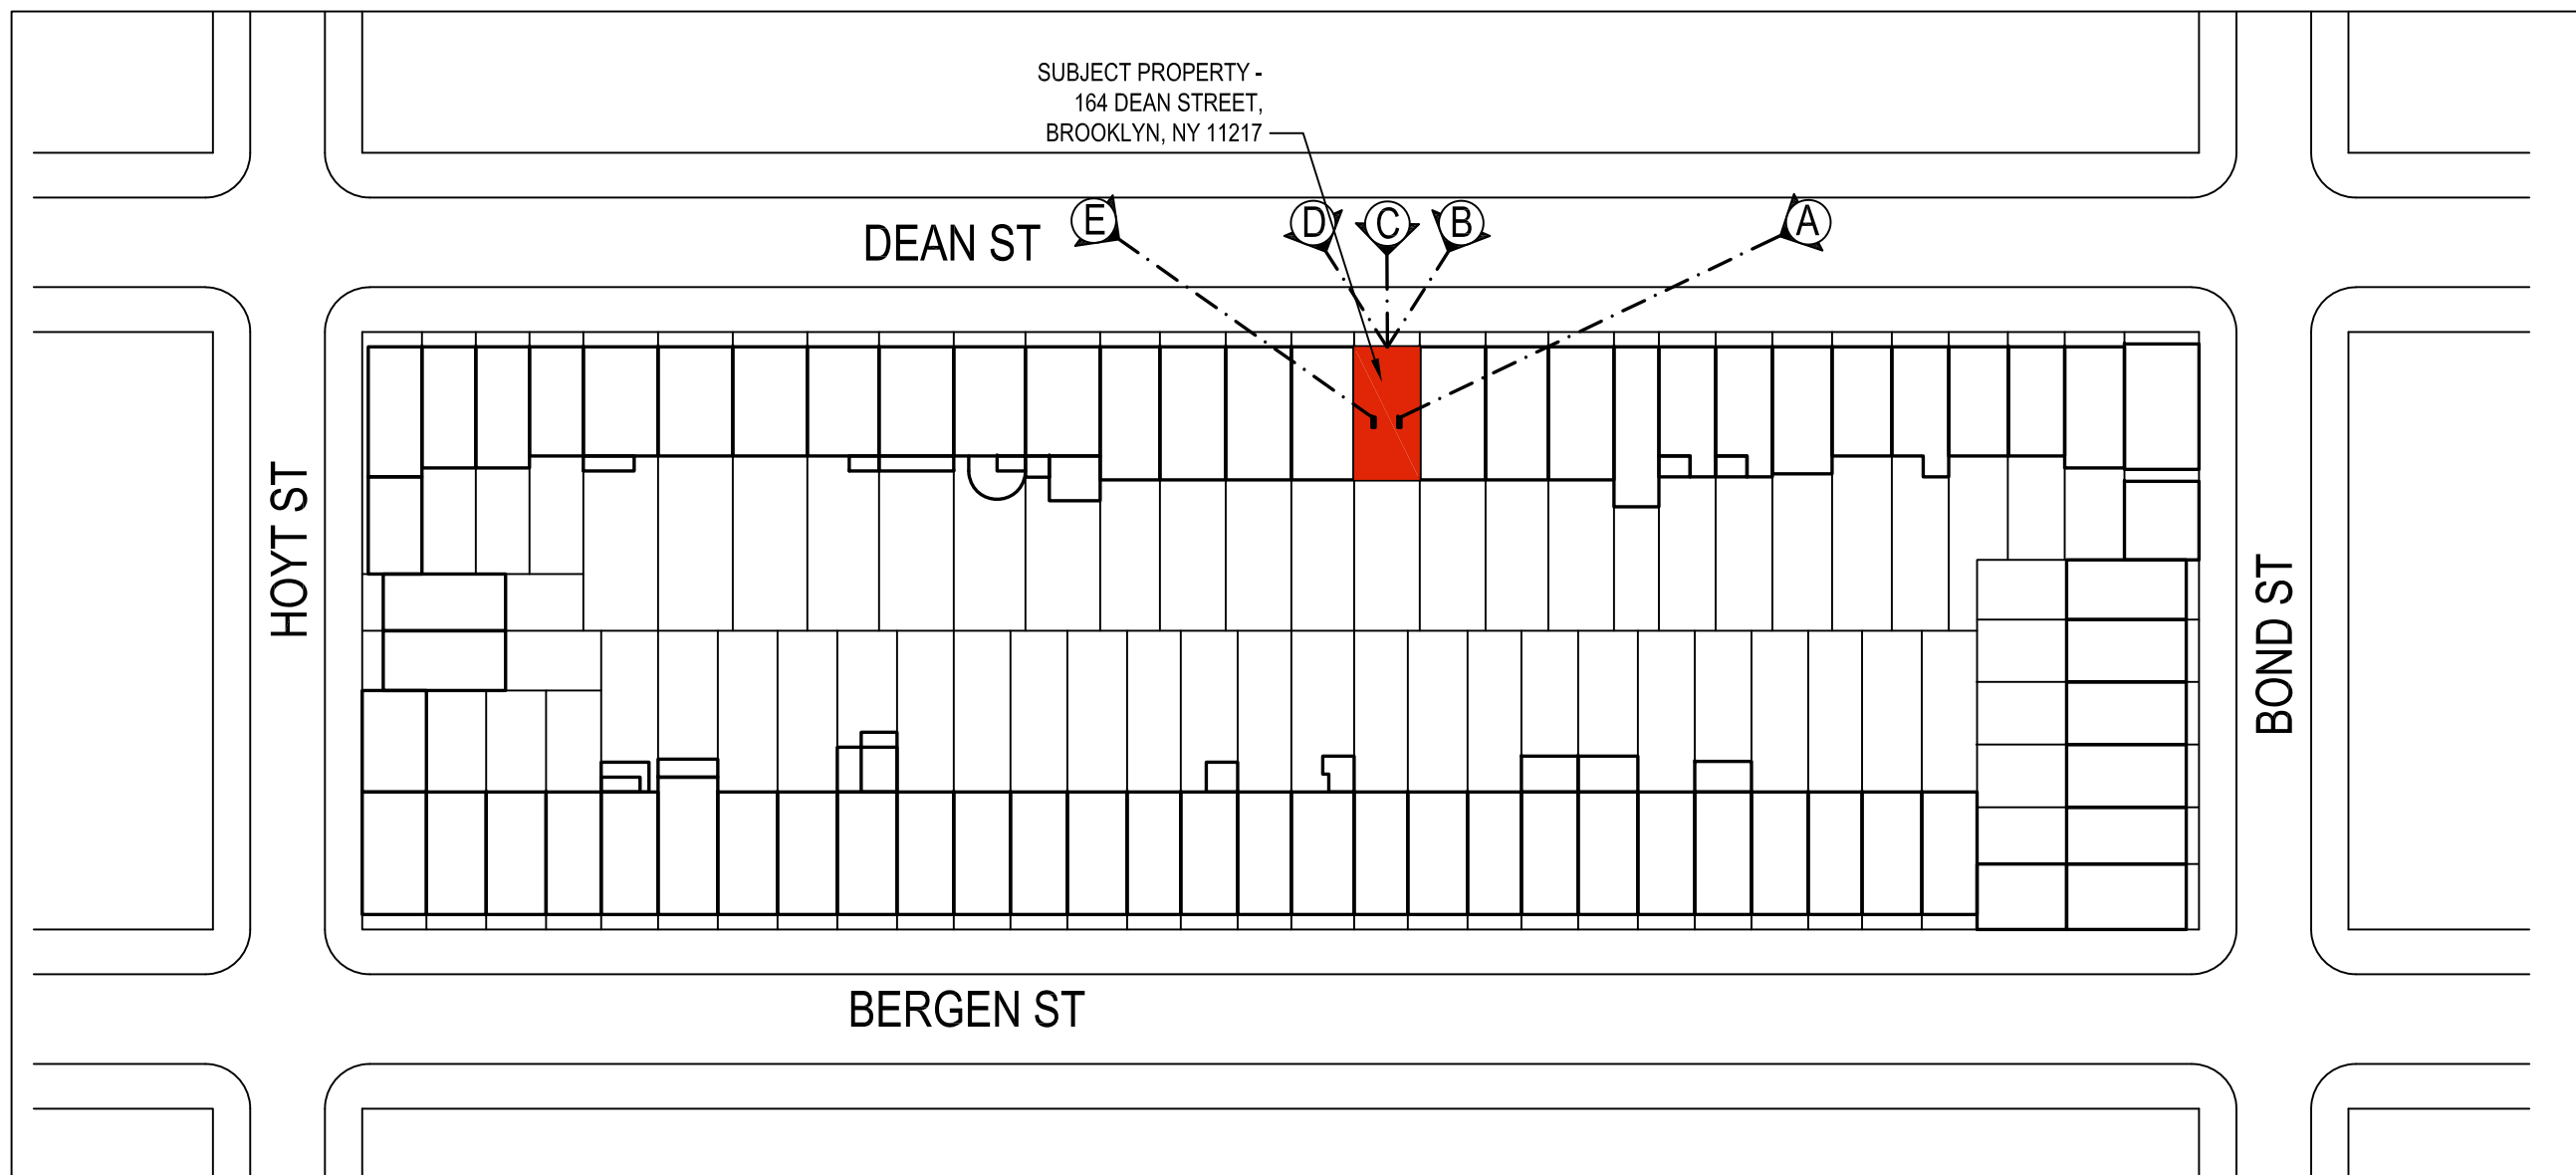 SUBJECT PROPERTY -
164 DEAN STREET,
BROOKLYN, NY 11217
E
D
C
B
A
DEAN ST
HOYT ST
BOND ST
BERGEN ST